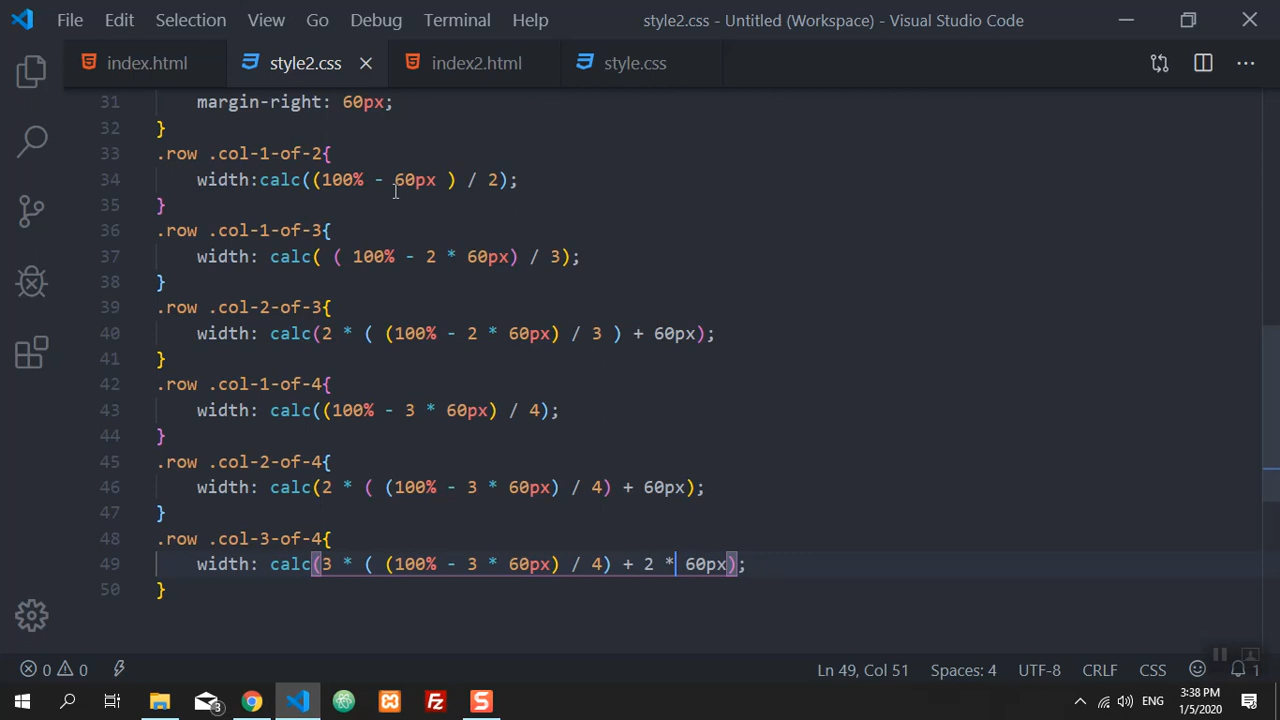 File Edit Selection View Go Debug Terminal Help style2.css - Untitled (Workspace) - Visual Studio Code
index.html style2.css index2.html style.css
31 margin-right: 60px;
32 }
33 .row .col-1-of-2{
34 width:calc((100% - 60px ) / 2);
35 }
36 .row .col-1-of-3{
37 width: calc( ( 100% - 2 * 60px) / 3);
38 }
39 .row .col-2-of-3{
40 width: calc(2 * ( (100% - 2 * 60px) / 3 ) + 60px);
41 }
42 .row .col-1-of-4{
43 width: calc((100% - 3 * 60px) / 4);
44 }
45 .row .col-2-of-4{
46 width: calc(2 * ( (100% - 3 * 60px) / 4) + 60px);
47 }
48 .row .col-3-of-4{
49 width: calc(3 * ( (100% - 3 * 60px) / 4) + 2 * 60px);
50 }
0 0 Ln 49, Col 51 Spaces: 4 UTF-8 CRLF CSS 1
3 ENG 3:38 PM
1/5/2020